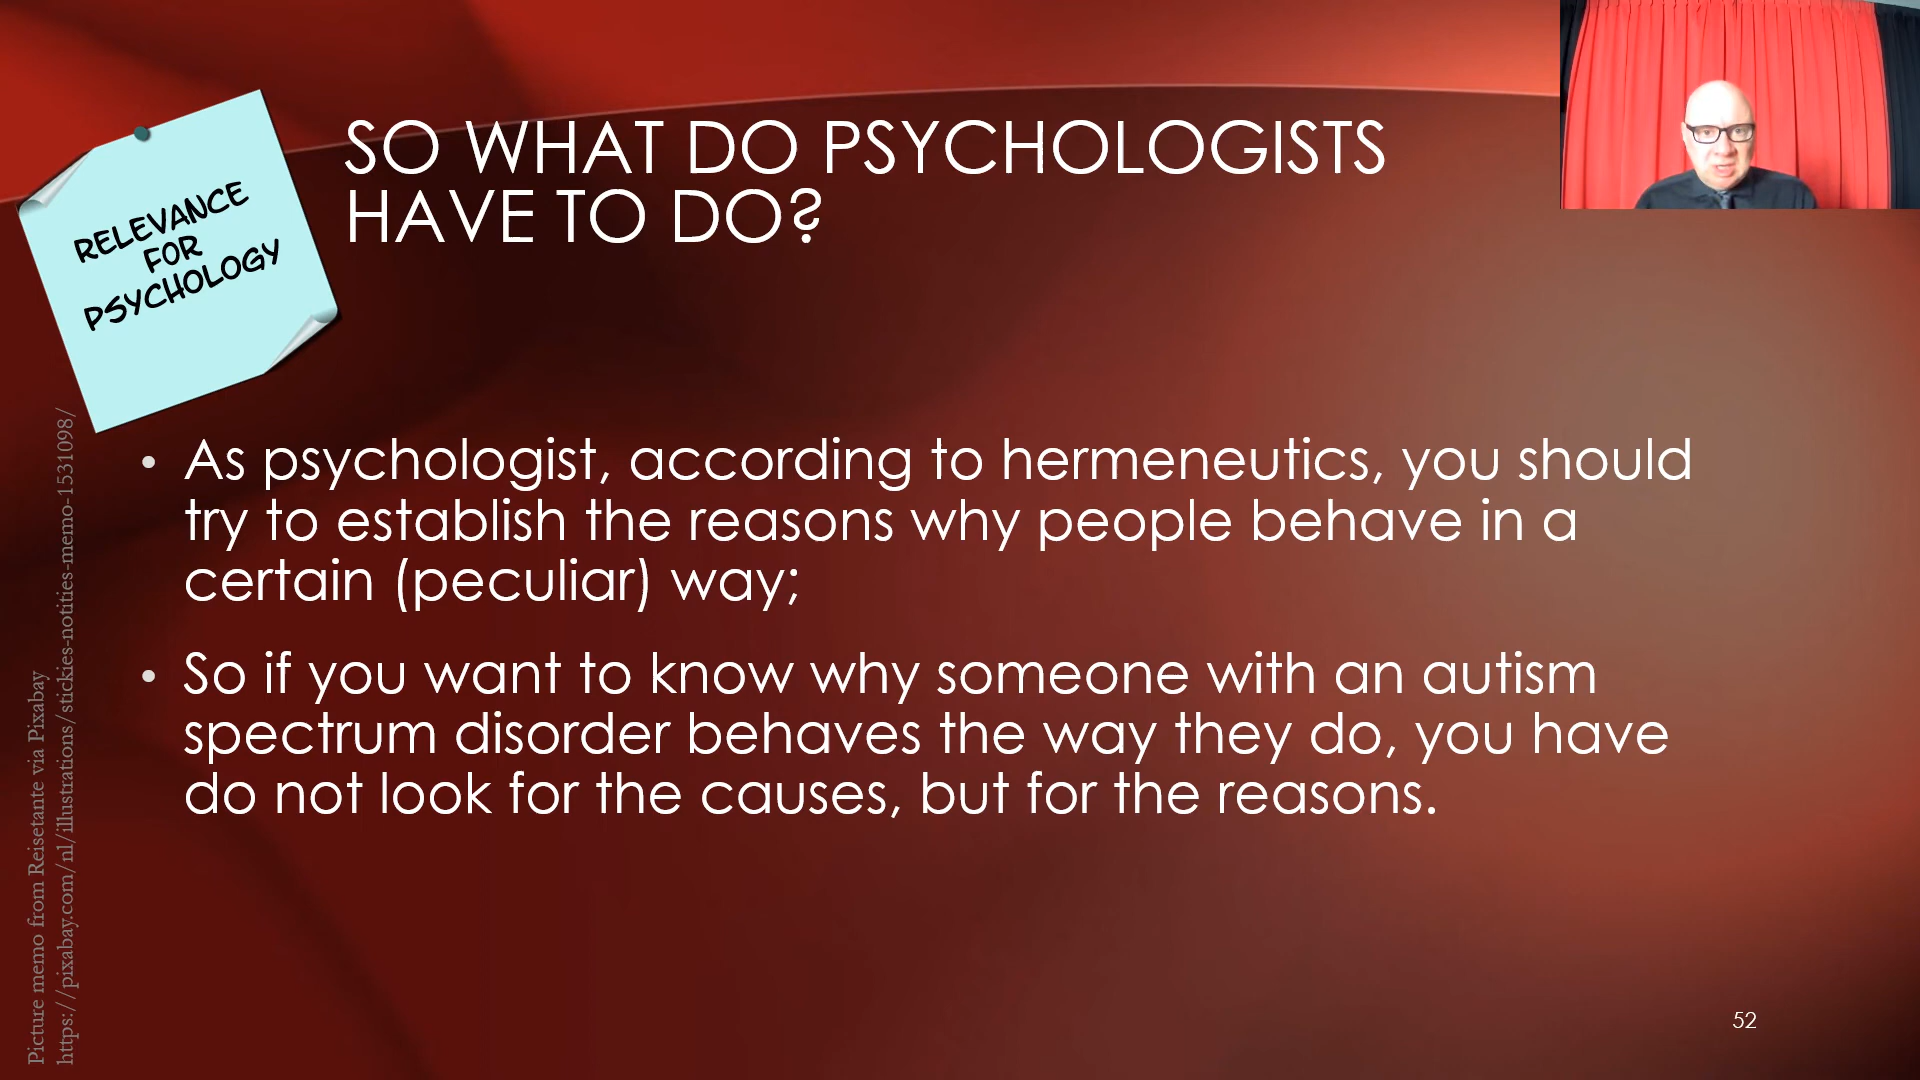 SO WHAT DO PSYCHOLOGISTS
HAVE TO DO?
RELEVANCE
FOR
PSYCHOLOGY
• As psychologist, according to hermeneutics, you should
try to establish the reasons why people behave in a
certain (peculiar) way;
• So if you want to know why someone with an autism
spectrum disorder behaves the way they do, you have
do not look for the causes, but for the reasons.
Picture memo from Reisetante via Pixabay
https://pixabay.com/nl/illustrations/stickies-notities-memo-1531098/
52